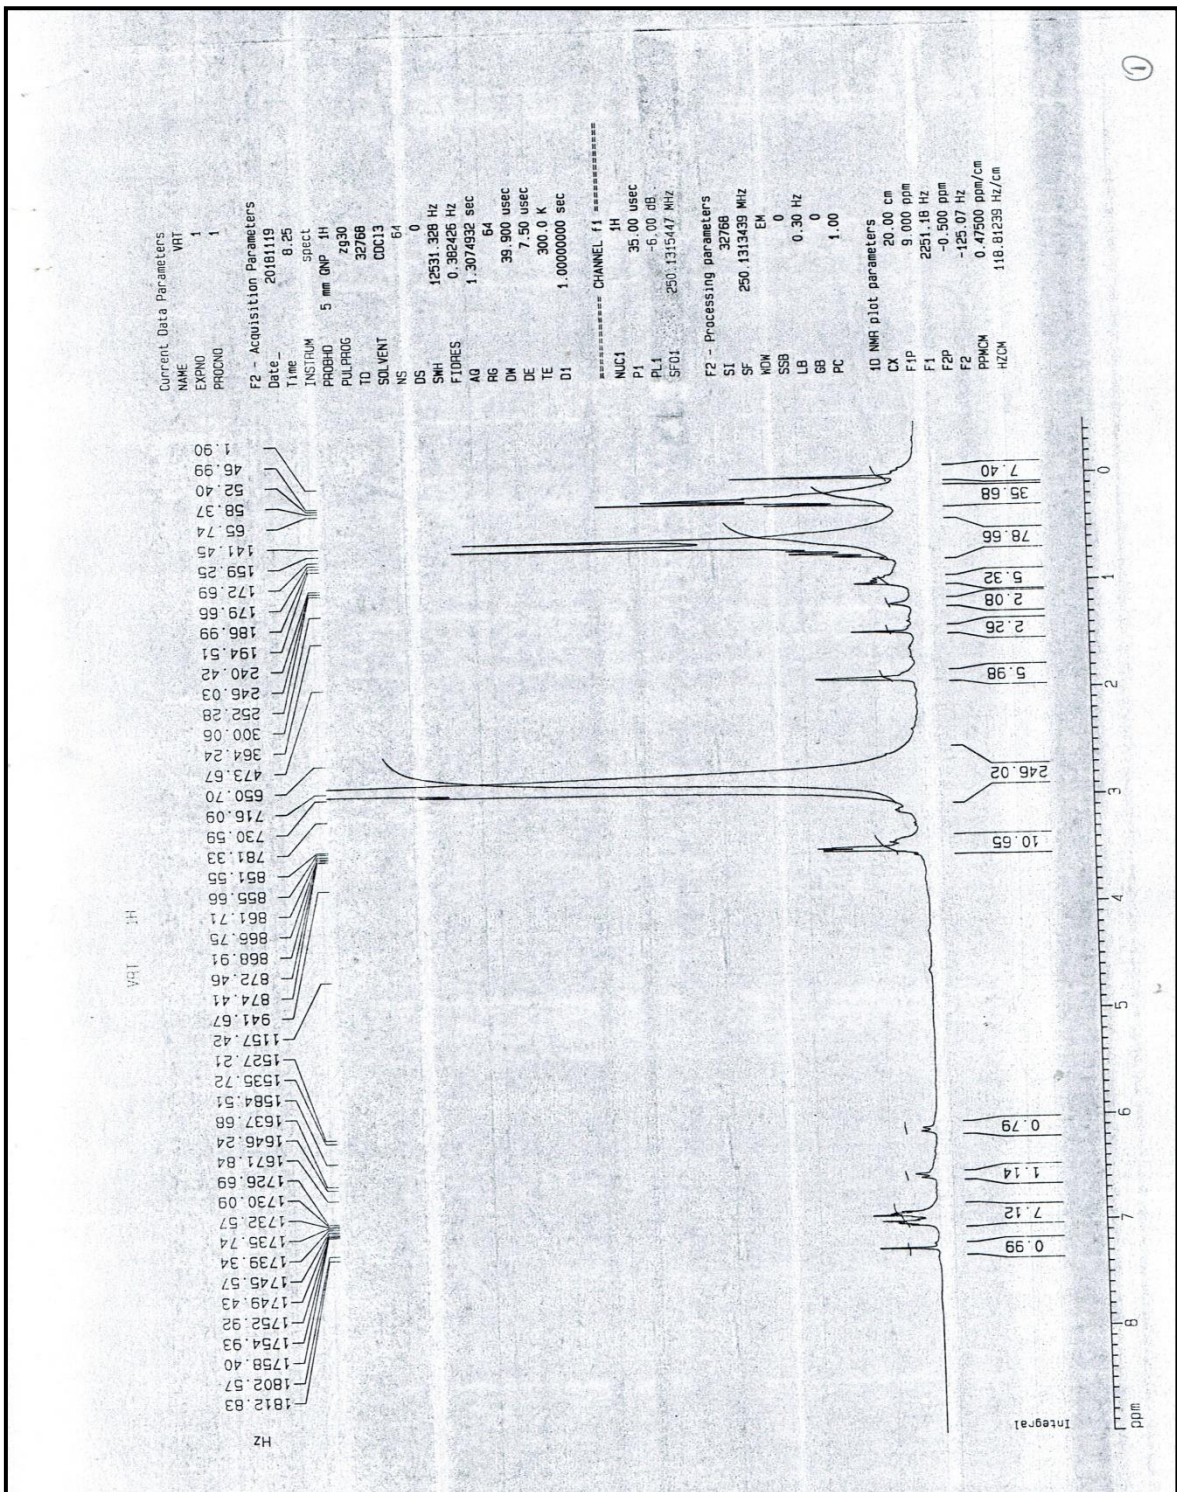 VRT 1H
Hz
1812.83
1802.57
1758.40
1754.93
1752.92
1749.43
1745.57
1739.34
1735.74
1732.57
1730.09
1726.69
1671.84
1646.24
1637.68
1584.51
1535.72
1527.21
1157.42
941.67
874.41
872.46
868.91
866.75
861.71
855.66
851.55
781.33
730.59
716.09
650.70
473.67
364.24
300.06
252.28
246.03
240.42
194.51
186.99
179.66
172.69
159.25
141.45
65.74
58.37
52.40
46.99
1.90
Current Data Parameters
NAME VRT
EXPNO 1
PROCNO 1
F2 - Acquisition Parameters
Date_ 20181119
Time 8.25
INSTRUM spect
PROBHD 5 mm QNP 1H
PULPROG zg30
TD 32768
SOLVENT CDCl3
NS 64
DS 0
SWH 12531.328 Hz
FIDRES 0.382426 Hz
AQ 1.3074932 sec
RG 64
DW 39.900 usec
DE 7.50 usec
TE 300.0 K
D1 1.00000000 sec
======== CHANNEL f1 ========
NUC1 1H
P1 35.00 usec
PL1 -6.00 dB
SFO1 250.1315447 MHz
F2 - Processing parameters
SI 32768
SF 250.1313439 MHz
WDW EM
SSB 0
LB 0.30 Hz
GB 0
PC 1.00
1D NMR plot parameters
CX 20.00 cm
F1P 9.000 ppm
F1 2251.18 Hz
F2P -0.500 ppm
F2 -125.07 Hz
PPMCM 0.47500 ppm/cm
HZCM 118.81239 Hz/cm
Integral
0.99
7.12
1.14
0.79
10.65
246.02
5.98
2.26
2.08
5.32
78.66
35.68
7.40
ppm 8 7 6 5 4 3 2 1 0
1